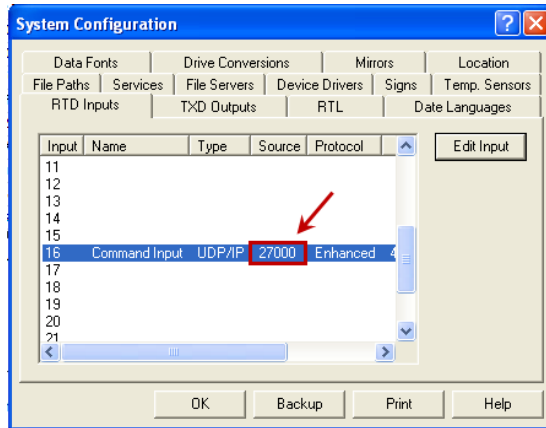 System Configuration
Data Fonts Drive Conversions Mirrors Location
File Paths Services File Servers Device Drivers Signs Temp. Sensors
RTD Inputs TXD Outputs RTL Date Languages
Input Name Type Source Protocol
Edit Input
11
12
13
14
15
16 Command Input UDP/IP 27000 Enhanced 4
17
18
19
20
21
OK Backup Print Help